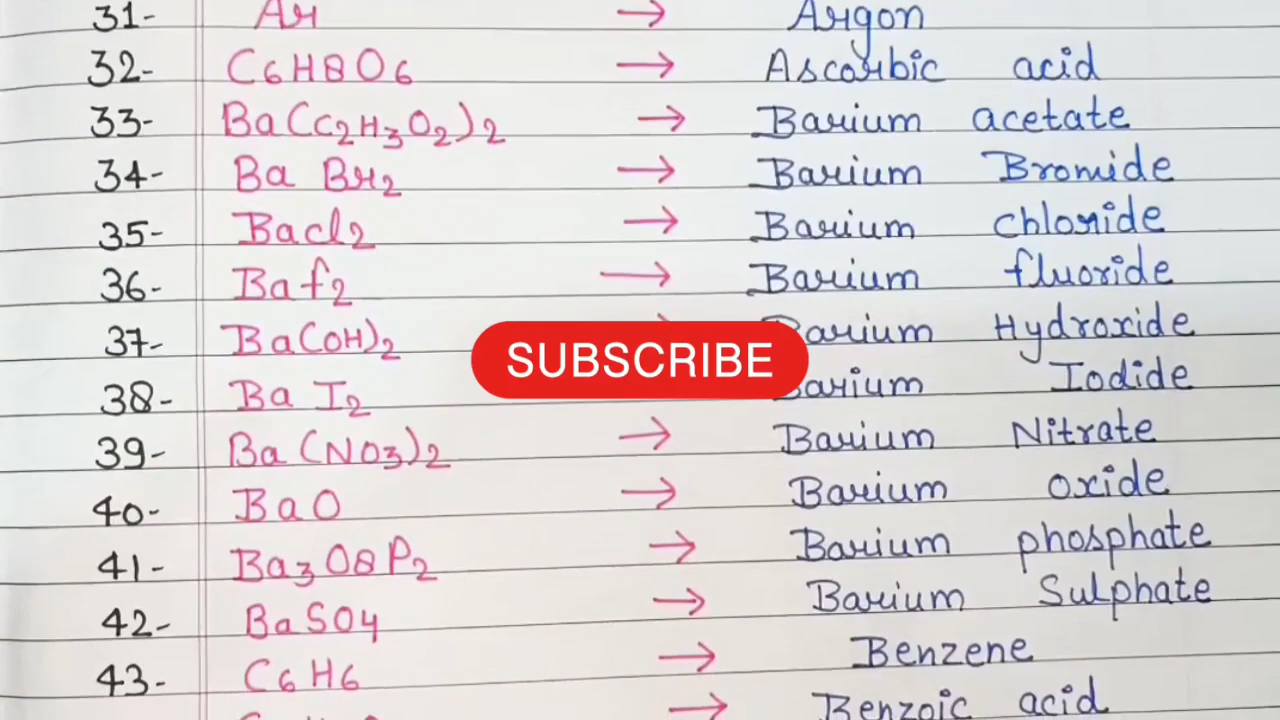 31- Ar → Argon
32- C6H8O6 → Ascorbic acid
33- Ba(C2H3O2)2 → Barium acetate
34- Ba Br2 → Barium Bromide
35- Bacl2 → Barium chloride
36- Baf2 → Barium fluoride
37- Ba(OH)2 Barium Hydroxide
SUBSCRIBE
38- Ba I2 Barium Iodide
39- Ba (NO3)2 → Barium Nitrate
40- BaO → Barium oxide
41- Ba3O8P2 → Barium phosphate
42- BaSO4 → Barium Sulphate
43- C6H6 → Benzene
→ Benzoic acid